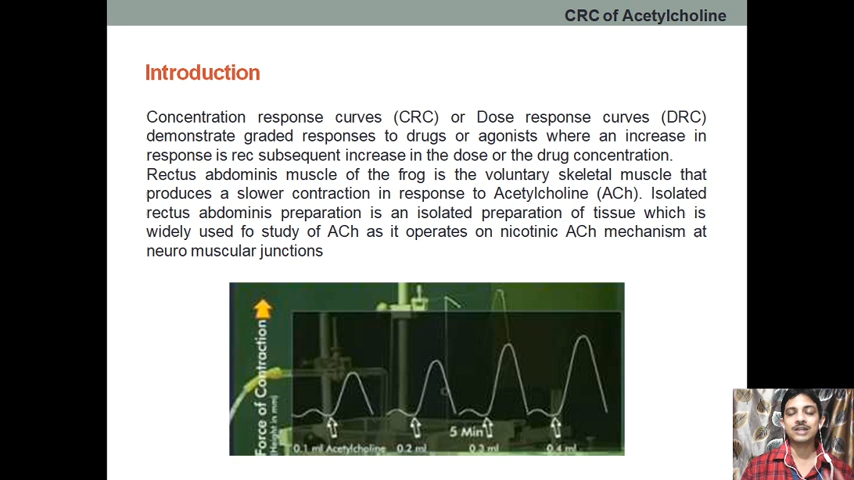 CRC of Acetylcholine
Introduction
Concentration response curves (CRC) or Dose response curves (DRC)
demonstrate graded responses to drugs or agonists where an increase in
response is rec subsequent increase in the dose or the drug concentration.
Rectus abdominis muscle of the frog is the voluntary skeletal muscle that
produces a slower contraction in response to Acetylcholine (ACh). Isolated
rectus abdominis preparation is an isolated preparation of tissue which is
widely used fo study of ACh as it operates on nicotinic ACh mechanism at
neuro muscular junctions
Force of Contraction
(Height in mm)
5 Min
0.1 ml Acetylcholine 0.2 ml 0.3 ml 0.4 ml